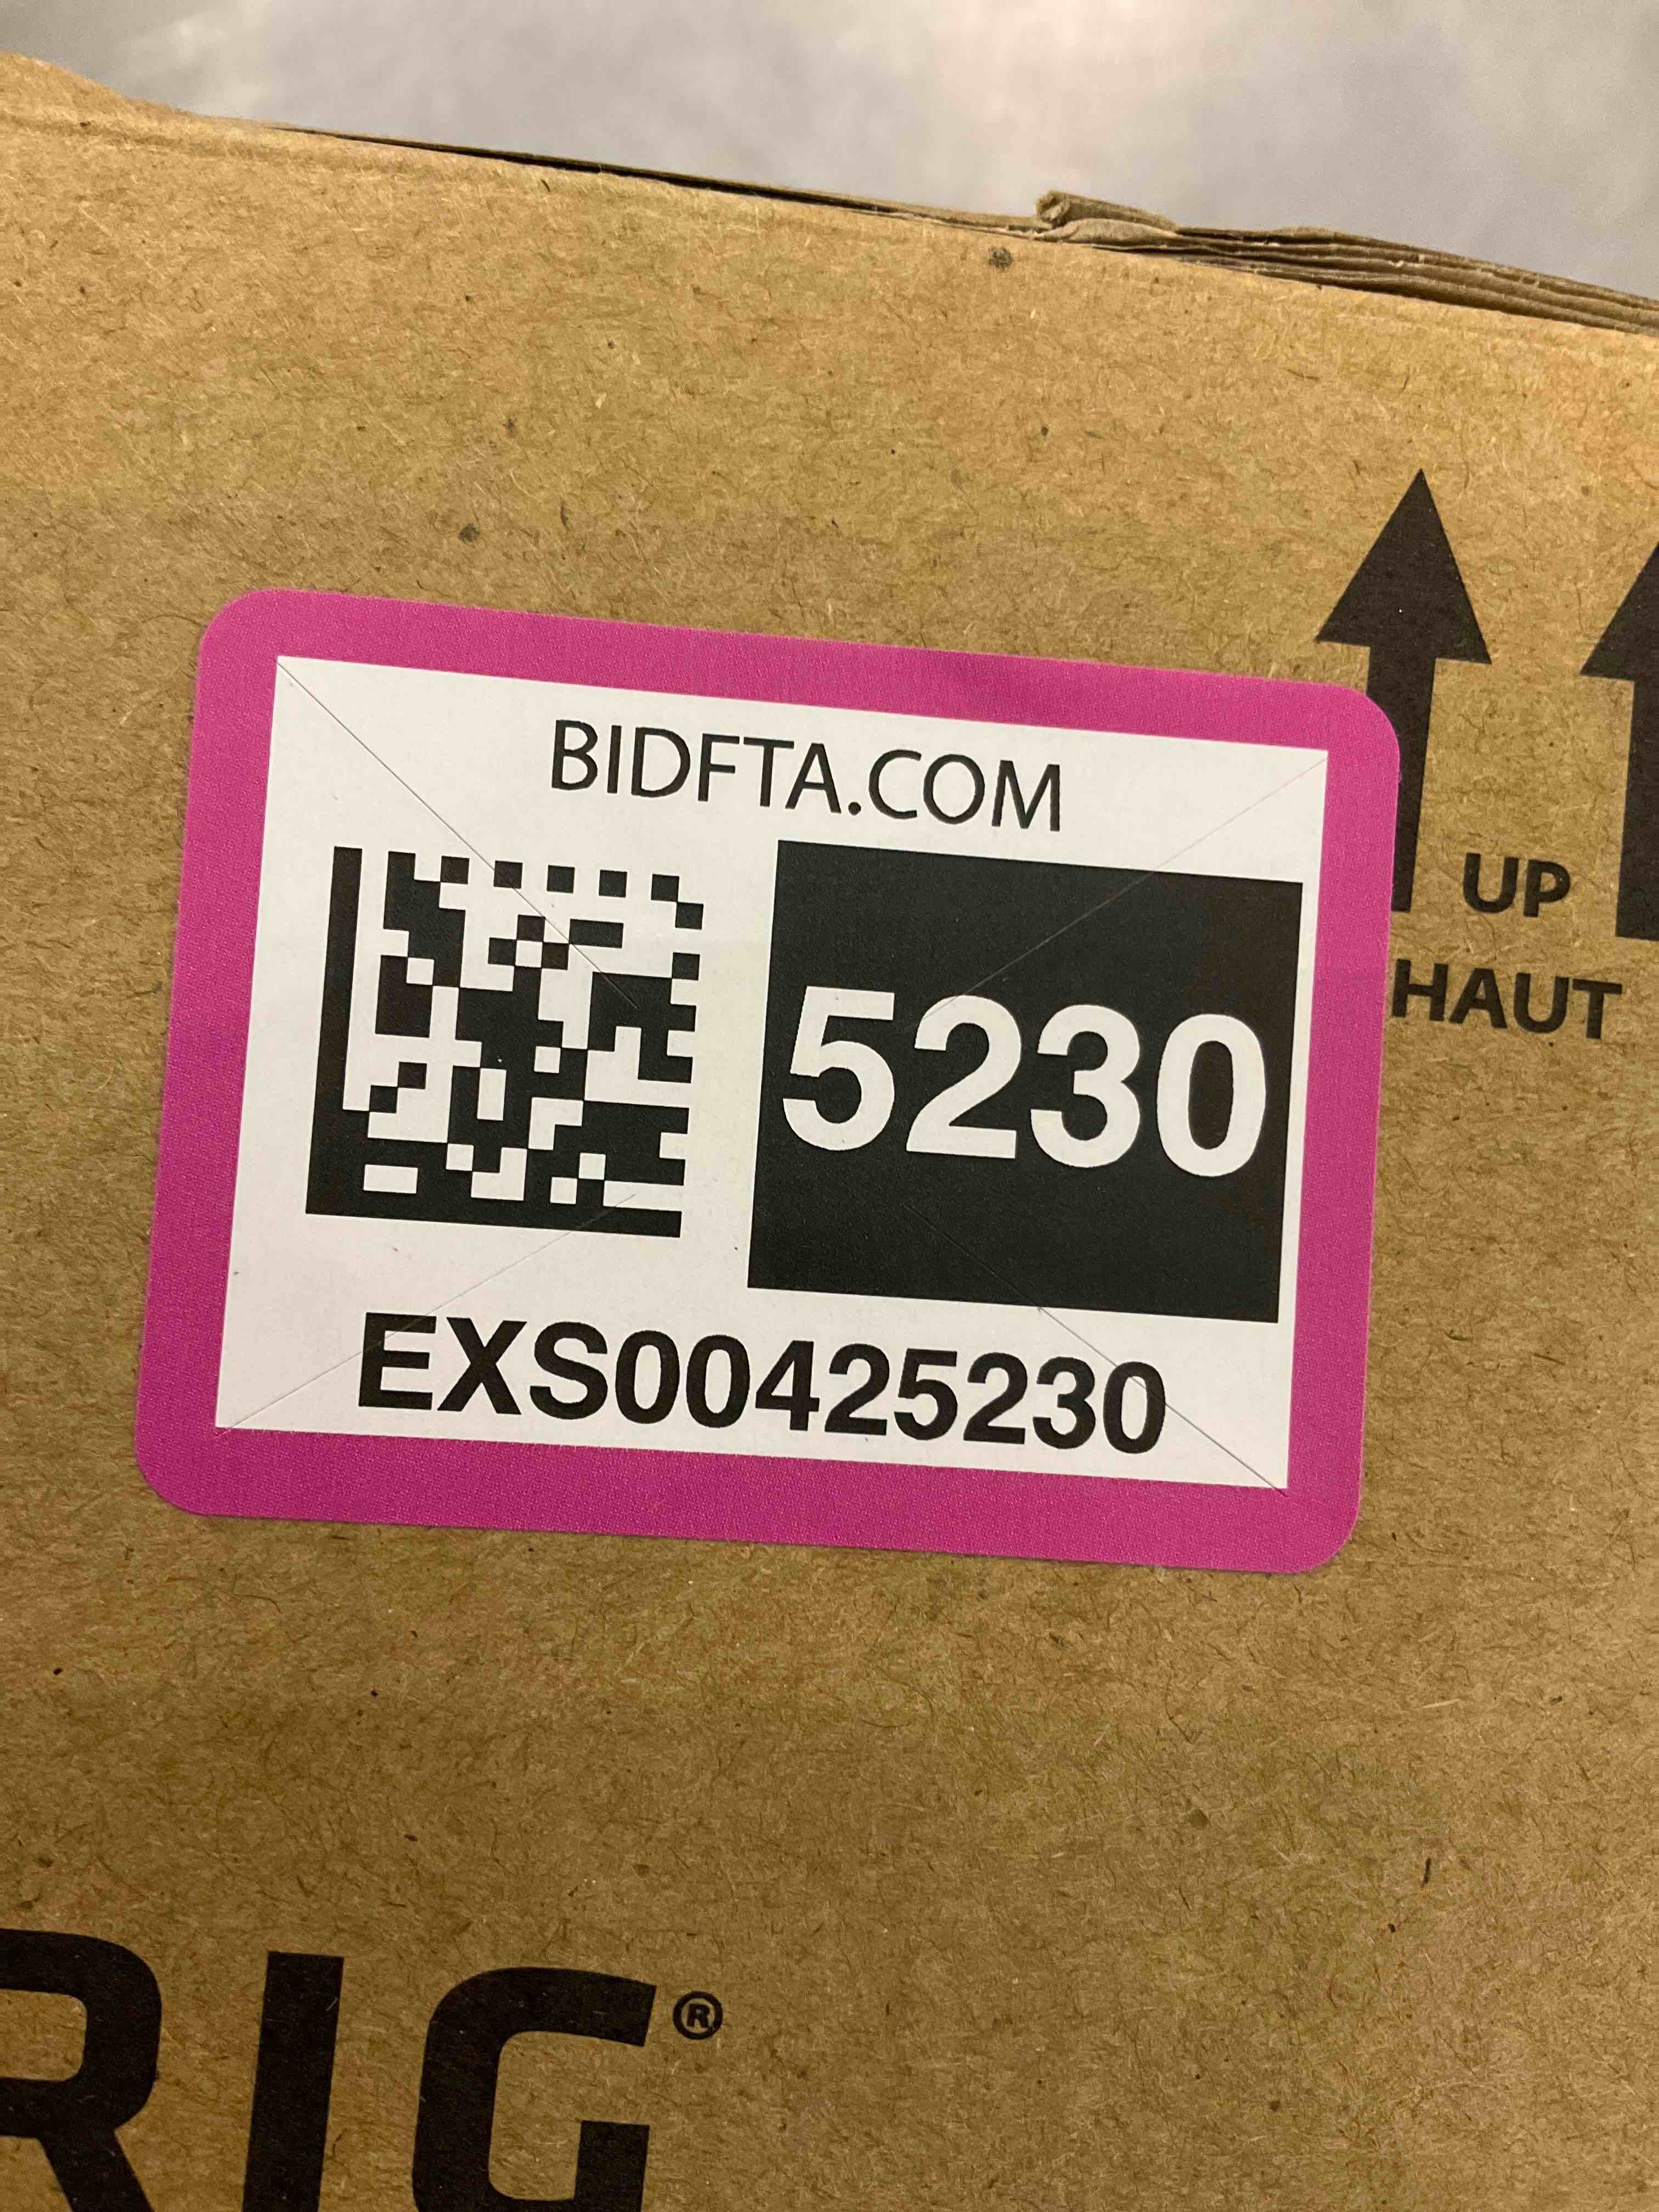 UP
HAUT
BIDFTA.COM
5230
EXS00425230
RIG®